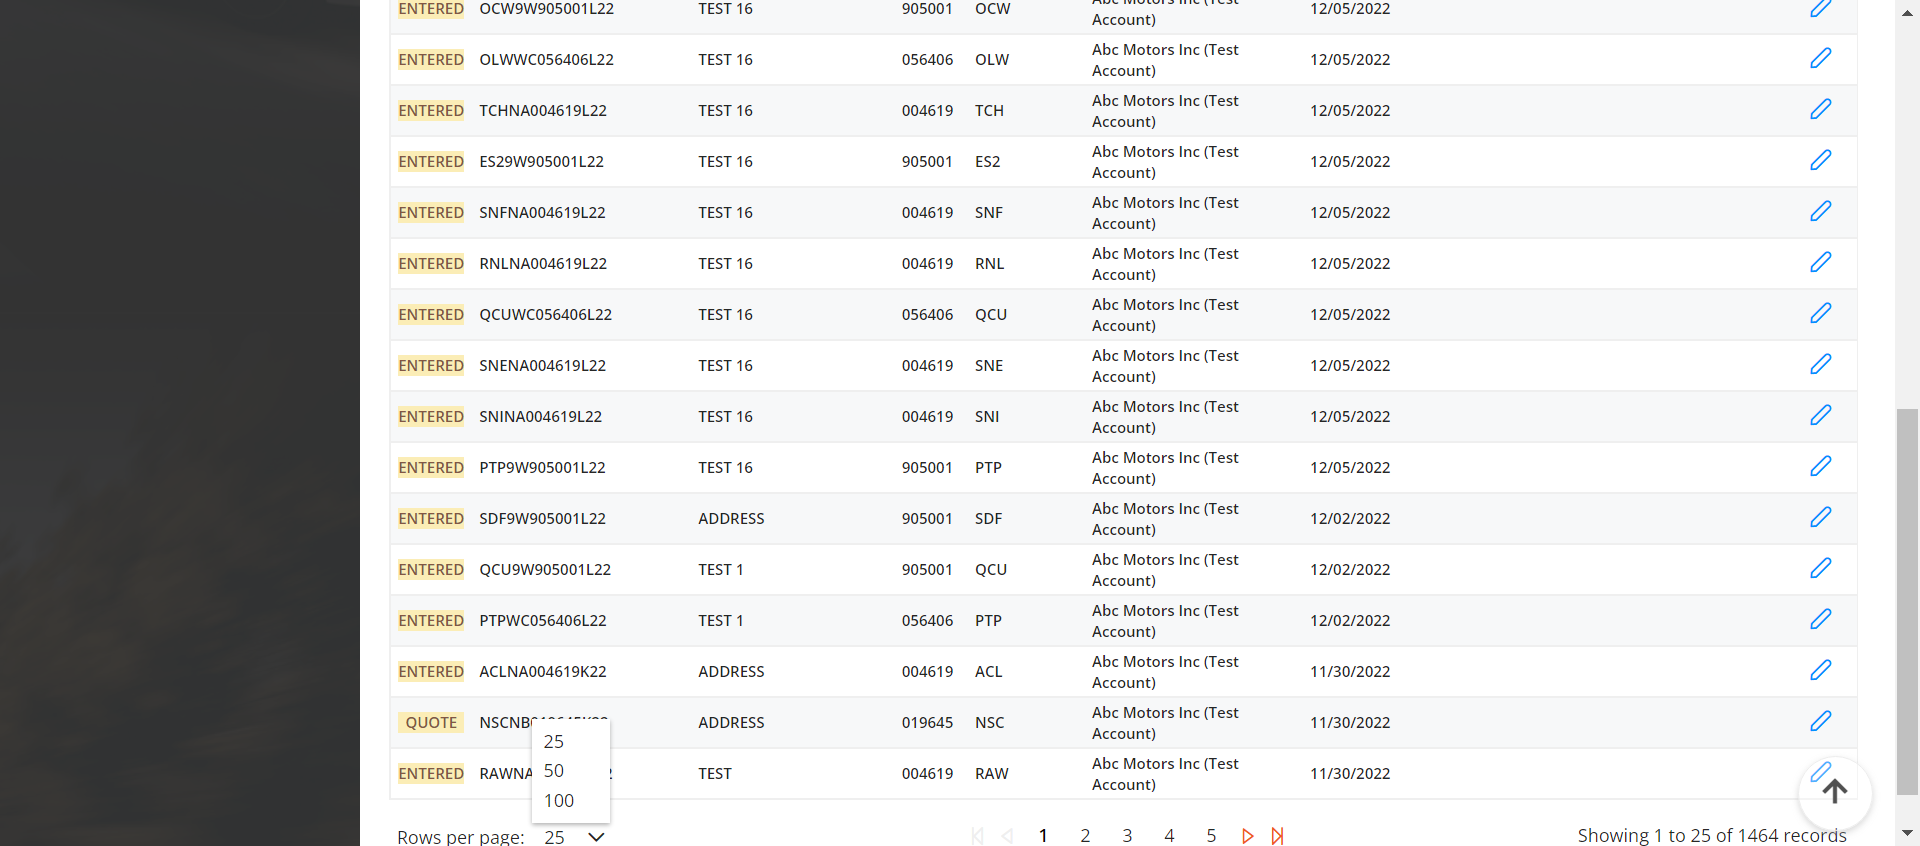 ENTERED OCW9W905001L22 TEST 16 905001 OCW Abc Motors Inc (Test
Account) 12/05/2022
ENTERED OLWWC056406L22 TEST 16 056406 OLW Abc Motors Inc (Test
Account) 12/05/2022
ENTERED TCHNA004619L22 TEST 16 004619 TCH Abc Motors Inc (Test
Account) 12/05/2022
ENTERED ES29W905001L22 TEST 16 905001 ES2 Abc Motors Inc (Test
Account) 12/05/2022
ENTERED SNFNA004619L22 TEST 16 004619 SNF Abc Motors Inc (Test
Account) 12/05/2022
ENTERED RNLNA004619L22 TEST 16 004619 RNL Abc Motors Inc (Test
Account) 12/05/2022
ENTERED QCUWC056406L22 TEST 16 056406 QCU Abc Motors Inc (Test
Account) 12/05/2022
ENTERED SNENA004619L22 TEST 16 004619 SNE Abc Motors Inc (Test
Account) 12/05/2022
ENTERED SNINA004619L22 TEST 16 004619 SNI Abc Motors Inc (Test
Account) 12/05/2022
ENTERED PTP9W905001L22 TEST 16 905001 PTP Abc Motors Inc (Test
Account) 12/05/2022
ENTERED SDF9W905001L22 ADDRESS 905001 SDF Abc Motors Inc (Test
Account) 12/02/2022
ENTERED QCU9W905001L22 TEST 1 905001 QCU Abc Motors Inc (Test
Account) 12/02/2022
ENTERED PTPWC056406L22 TEST 1 056406 PTP Abc Motors Inc (Test
Account) 12/02/2022
ENTERED ACLNA004619K22 ADDRESS 004619 ACL Abc Motors Inc (Test
Account) 11/30/2022
QUOTE ADDRESS 019645 NSC Abc Motors Inc (Test
Account) 11/30/2022
ENTERED TEST 004619 RAW Abc Motors Inc (Test
Account) 11/30/2022
25
50
100
Rows per page: 25 1 2 3 4 5 Showing 1 to 25 of 1464 records